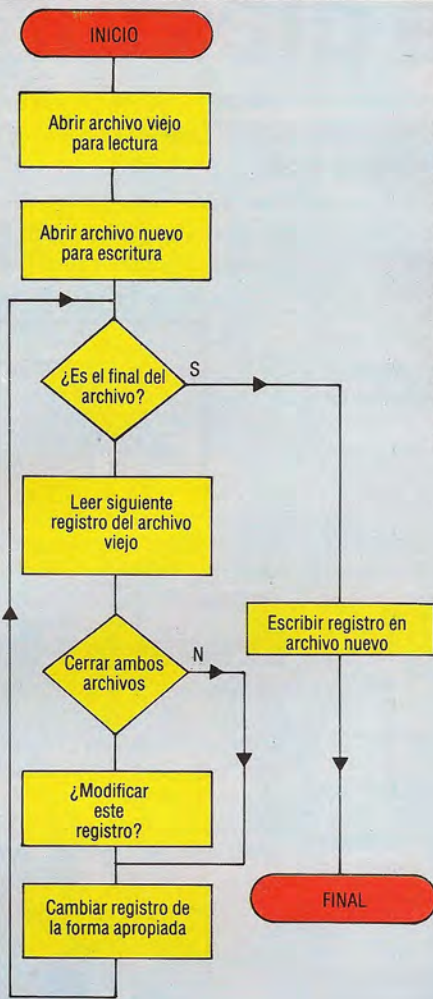 INICIO
Abrir archivo viejo
para lectura
Abrir archivo nuevo
para escritura
¿Es el final del
archivo?
S
Leer siguiente
registro del archivo
viejo
Escribir registro en
archivo nuevo
Cerrar ambos
archivos
N
¿Modificar
este
registro?
Cambiar registro de
la forma apropiada
FINAL